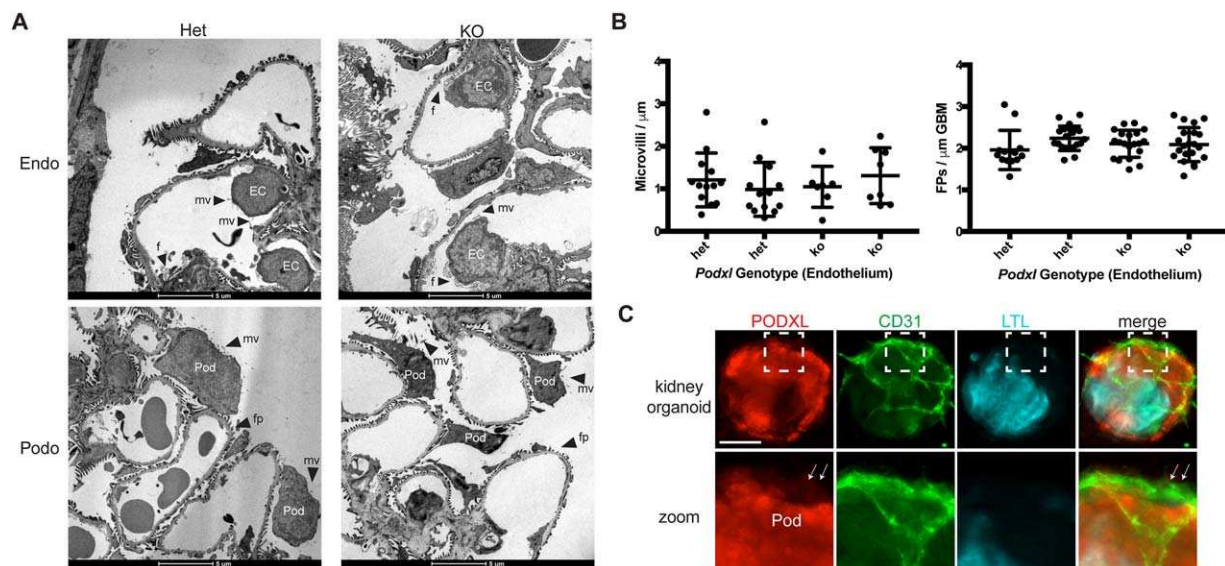 A
Het
KO
Endo
EC
mv
mv
f
EC
5 um
EC
f
mv
EC
f
5 um
Podo
Pod
mv
fp
mv
Pod
5 um
mv
Pod
Pod
mv
Pod
fp
5 um
B
Microvilli / μm
4
3
2
1
0
het
het
ko
ko
Podxl Genotype (Endothelium)
FPs / μm GBM
4
3
2
1
0
het
het
ko
ko
Podxl Genotype (Endothelium)
C
PODXL
CD31
LTL
merge
kidney
organoid
zoom
Pod